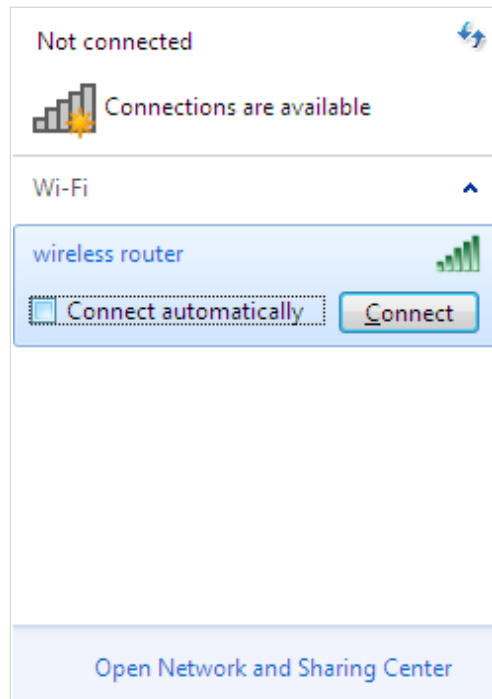 Not connected
Connections are available
Wi-Fi
wireless router
Connect automatically
Connect
Open Network and Sharing Center